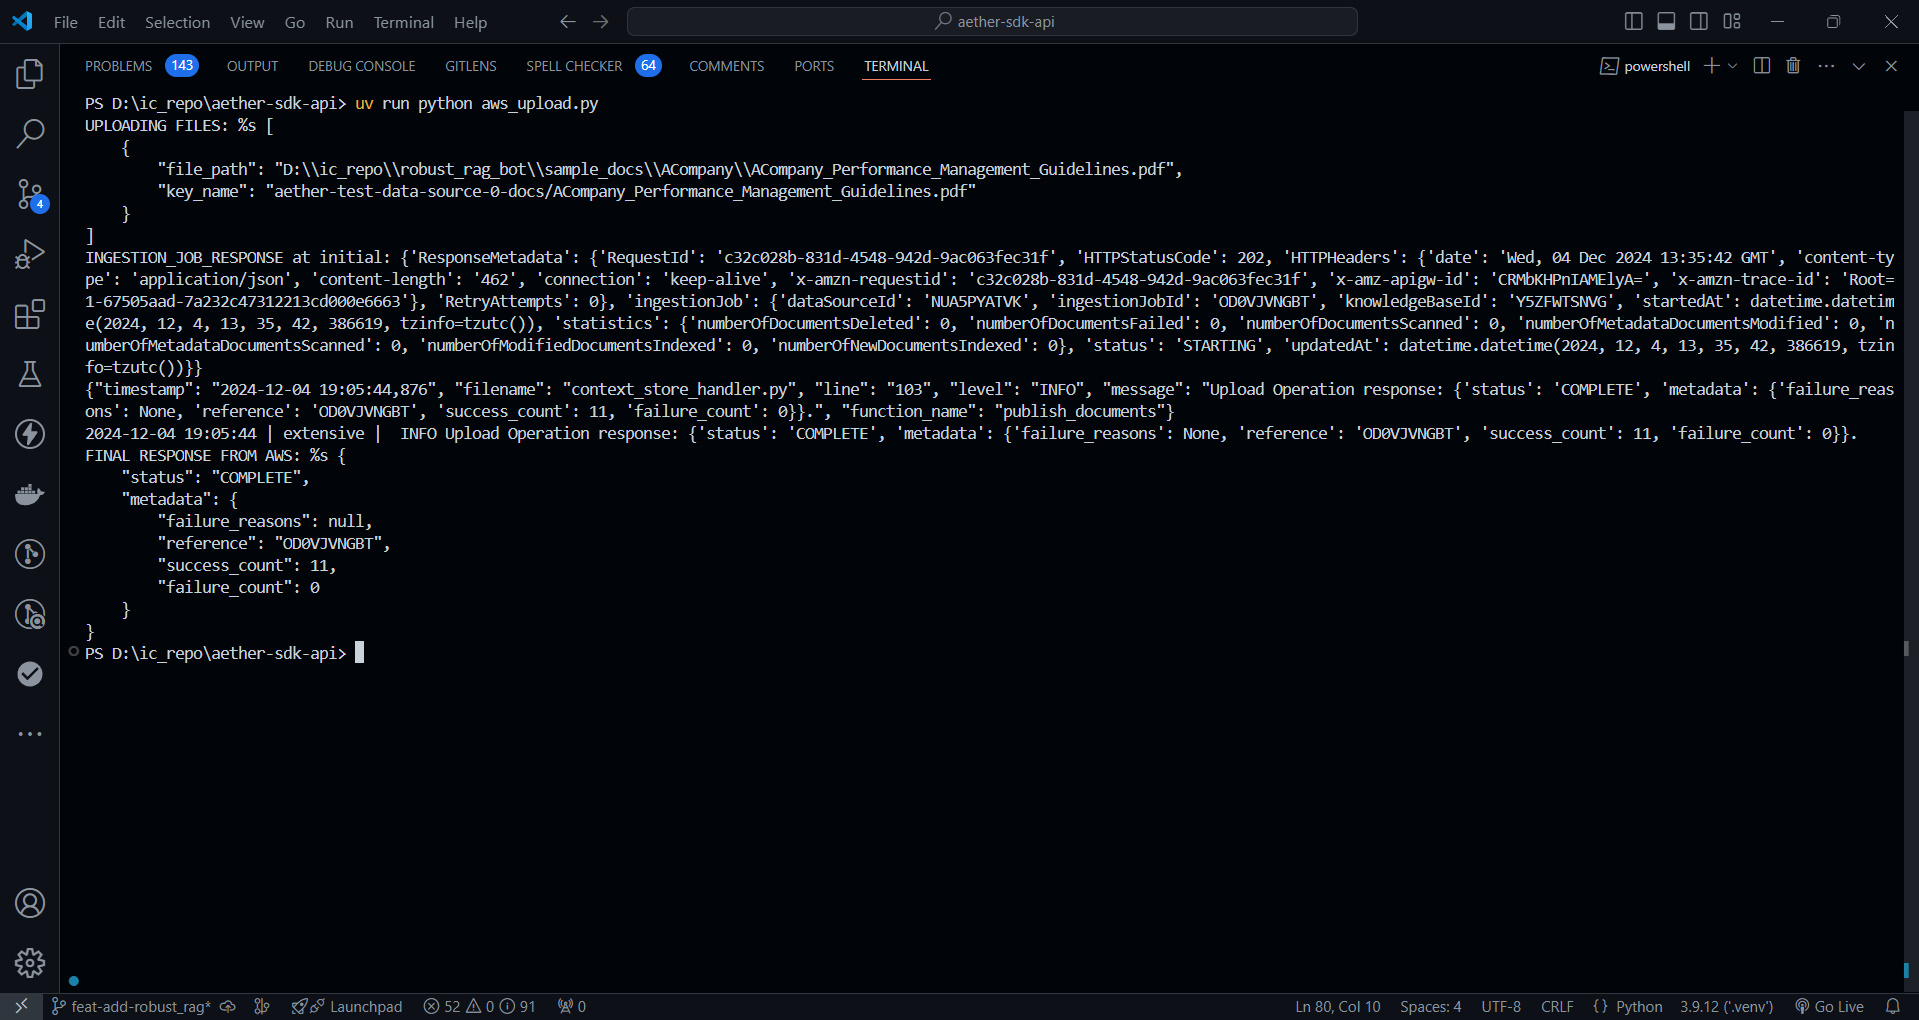 File Edit Selection View Go Run Terminal Help
aether-sdk-api
PROBLEMS 143 OUTPUT DEBUG CONSOLE GITLENS SPELL CHECKER 64 COMMENTS PORTS TERMINAL
powershell
PS D:\ic_repo\aether-sdk-api> uv run python aws_upload.py
UPLOADING FILES: %s [
    {
        "file_path": "D:\\ic_repo\\robust_rag_bot\\sample_docs\\ACompany\\ACompany_Performance_Management_Guidelines.pdf",
        "key_name": "aether-test-data-source-0-docs/ACompany_Performance_Management_Guidelines.pdf"
    }
]
INGESTION_JOB_RESPONSE at initial: {'ResponseMetadata': {'RequestId': 'c32c028b-831d-4548-942d-9ac063fec31f', 'HTTPStatusCode': 202, 'HTTPHeaders': {'date': 'Wed, 04 Dec 2024 13:35:42 GMT', 'content-ty
pe': 'application/json', 'content-length': '462', 'connection': 'keep-alive', 'x-amzn-requestid': 'c32c028b-831d-4548-942d-9ac063fec31f', 'x-amz-apigw-id': 'CRMbKHPnIAMElyA=', 'x-amzn-trace-id': 'Root=
1-67505aad-7a232c47312213cd000e6663'}, 'RetryAttempts': 0}, 'ingestionJob': {'dataSourceId': 'NUA5PYATVK', 'ingestionJobId': 'OD0VJVNGBT', 'knowledgeBaseId': 'Y5ZFWTSNVG', 'startedAt': datetime.datetim
e(2024, 12, 4, 13, 35, 42, 386619, tzinfo=tzutc()), 'statistics': {'numberOfDocumentsDeleted': 0, 'numberOfDocumentsFailed': 0, 'numberOfDocumentsScanned': 0, 'numberOfMetadataDocumentsModified': 0, 'n
umberOfMetadataDocumentsScanned': 0, 'numberOfModifiedDocumentsIndexed': 0, 'numberOfNewDocumentsIndexed': 0}, 'status': 'STARTING', 'updatedAt': datetime.datetime(2024, 12, 4, 13, 35, 42, 386619, tzin
fo=tzutc())}}
{"timestamp": "2024-12-04 19:05:44,876", "filename": "context_store_handler.py", "line": "103", "level": "INFO", "message": "Upload Operation response: {'status': 'COMPLETE', 'metadata': {'failure_reas
ons': None, 'reference': 'OD0VJVNGBT', 'success_count': 11, 'failure_count': 0}}.", "function_name": "publish_documents"}
2024-12-04 19:05:44 | extensive |  INFO Upload Operation response: {'status': 'COMPLETE', 'metadata': {'failure_reasons': None, 'reference': 'OD0VJVNGBT', 'success_count': 11, 'failure_count': 0}}.
FINAL RESPONSE FROM AWS: %s {
    "status": "COMPLETE",
    "metadata": {
        "failure_reasons": null,
        "reference": "OD0VJVNGBT",
        "success_count": 11,
        "failure_count": 0
    }
}
PS D:\ic_repo\aether-sdk-api>
4
feat-add-robust_rag* Launchpad 52 0 91 0 Ln 80, Col 10 Spaces: 4 UTF-8 CRLF {} Python 3.9.12 ('.venv') Go Live